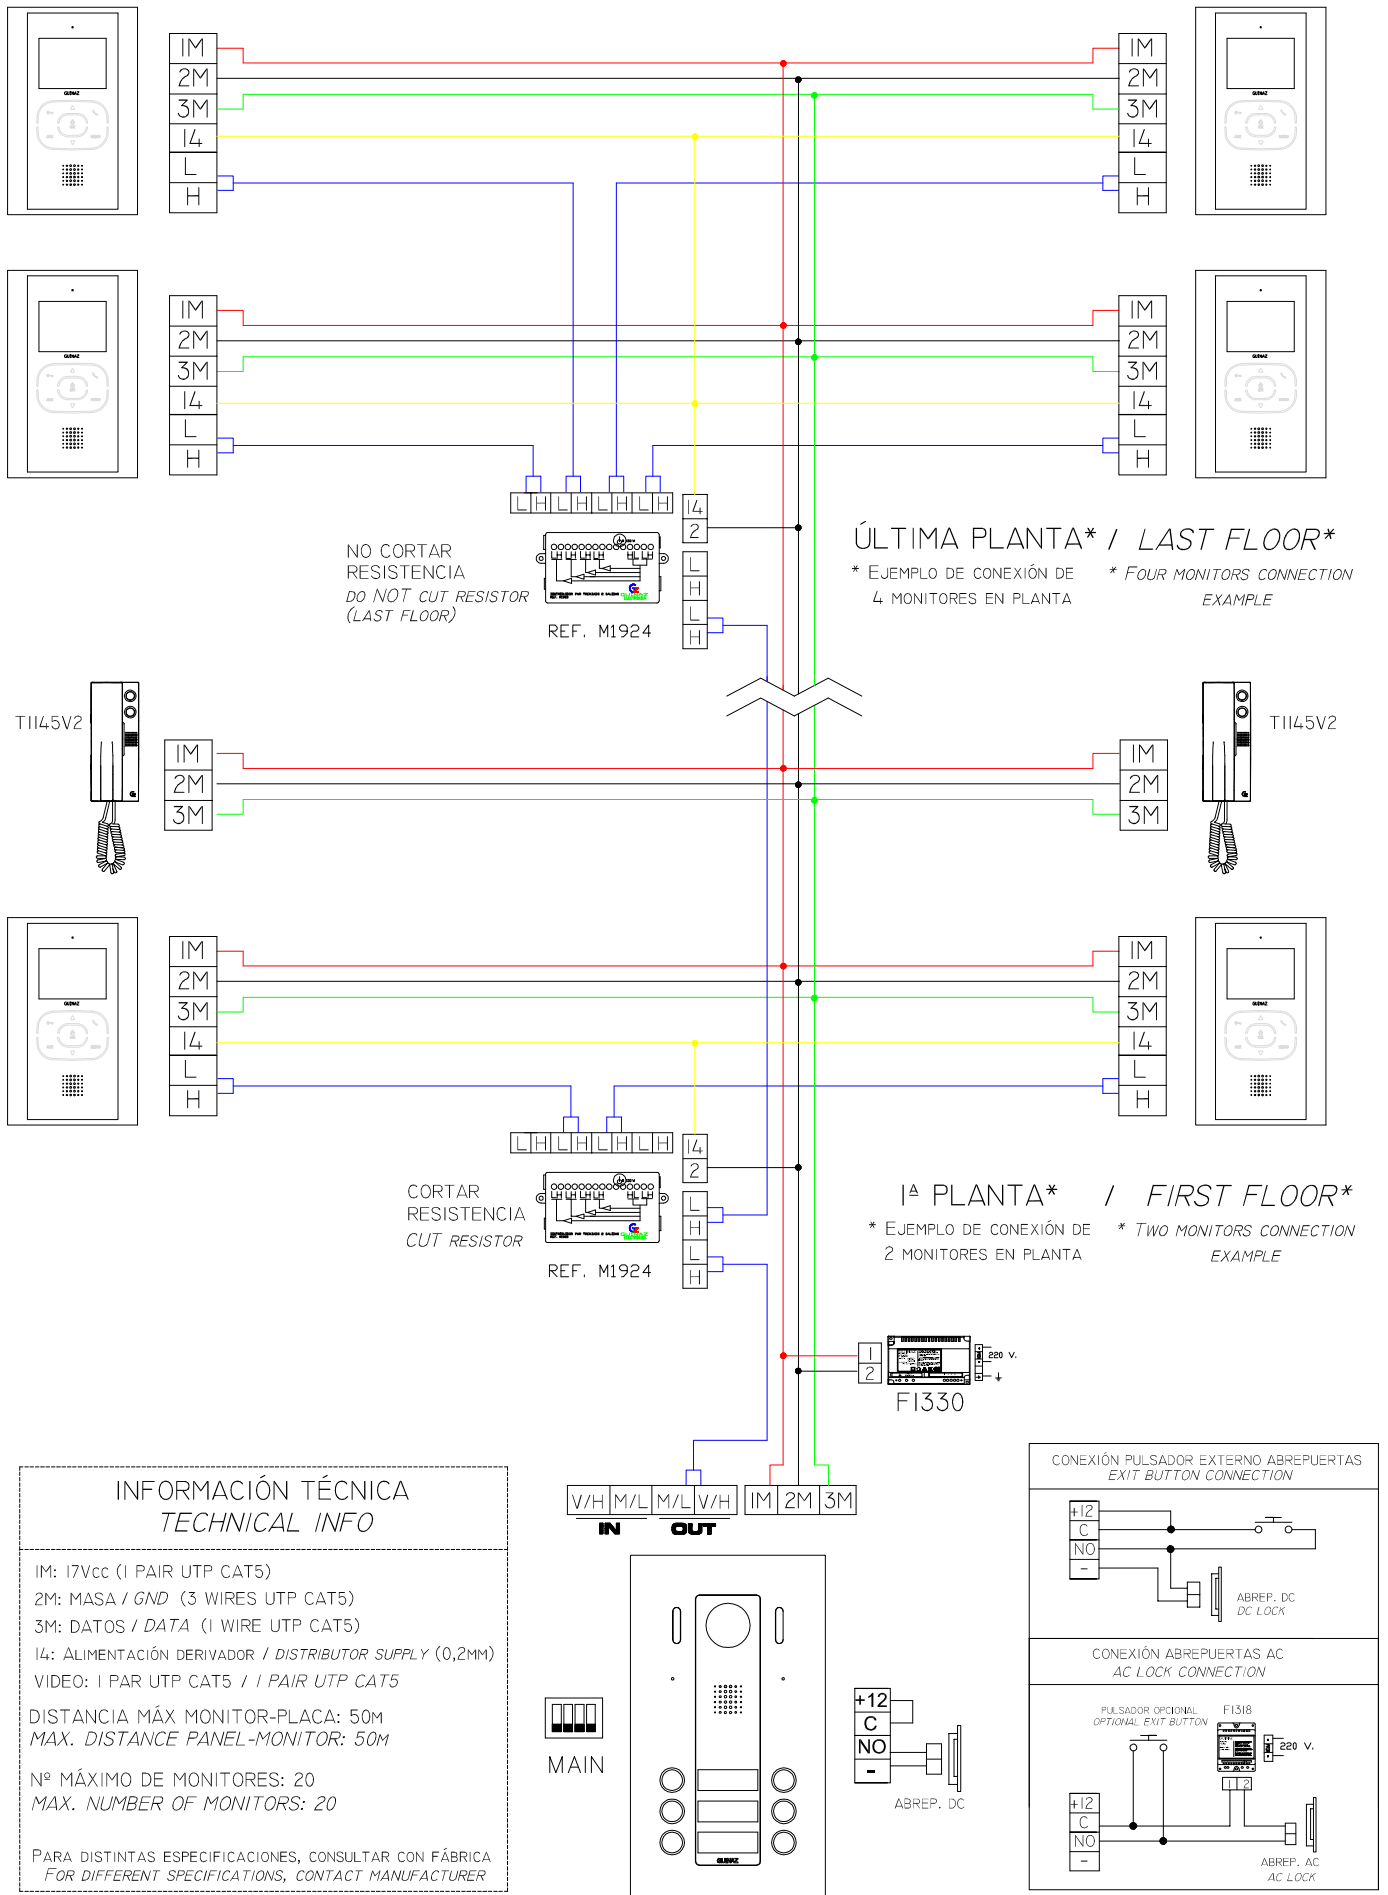 GUINAZ
1M
2M
3M
14
L
H
1M
2M
3M
14
L
H
GUINAZ
GUINAZ
1M
2M
3M
14
L
H
1M
2M
3M
14
L
H
GUINAZ
L H L H L H L H
14
2
L
H
L
H
NO CORTAR
RESISTENCIA
DO NOT CUT RESISTOR
(LAST FLOOR)
REF. M1924
ÚLTIMA PLANTA* / LAST FLOOR*
* EJEMPLO DE CONEXIÓN DE
4 MONITORES EN PLANTA
* FOUR MONITORS CONNECTION
EXAMPLE
T1145V2
1M
2M
3M
1M
2M
3M
T1145V2
GUINAZ
1M
2M
3M
14
L
H
1M
2M
3M
14
L
H
GUINAZ
L H L H L H L H
14
2
L
H
L
H
CORTAR
RESISTENCIA
CUT RESISTOR
REF. M1924
1ª PLANTA* / FIRST FLOOR*
* EJEMPLO DE CONEXIÓN DE
2 MONITORES EN PLANTA
* TWO MONITORS CONNECTION
EXAMPLE
1
2
220 V.
F1330
V/H M/L M/L V/H
IN OUT
1M 2M 3M
INFORMACIÓN TÉCNICA
TECHNICAL INFO
1M: 17Vcc (1 PAIR UTP CAT5)
2M: MASA / GND (3 WIRES UTP CAT5)
3M: DATOS / DATA (1 WIRE UTP CAT5)
14: ALIMENTACIÓN DERIVADOR / DISTRIBUTOR SUPPLY (0,2MM)
VIDEO: 1 PAR UTP CAT5 / 1 PAIR UTP CAT5
DISTANCIA MÁX MONITOR-PLACA: 50M
MAX. DISTANCE PANEL-MONITOR: 50M
Nº MÁXIMO DE MONITORES: 20
MAX. NUMBER OF MONITORS: 20
PARA DISTINTAS ESPECIFICACIONES, CONSULTAR CON FÁBRICA
FOR DIFFERENT SPECIFICATIONS, CONTACT MANUFACTURER
MAIN
GUINAZ
+12
C
NO
-
ABREP. DC
CONEXIÓN PULSADOR EXTERNO ABREPUERTAS
EXIT BUTTON CONNECTION
+12
C
NO
-
ABREP. DC
DC LOCK
CONEXIÓN ABREPUERTAS AC
AC LOCK CONNECTION
PULSADOR OPCIONAL
OPTIONAL EXIT BUTTON
F1318
220 V.
1 2
+12
C
NO
-
ABREP. AC
AC LOCK